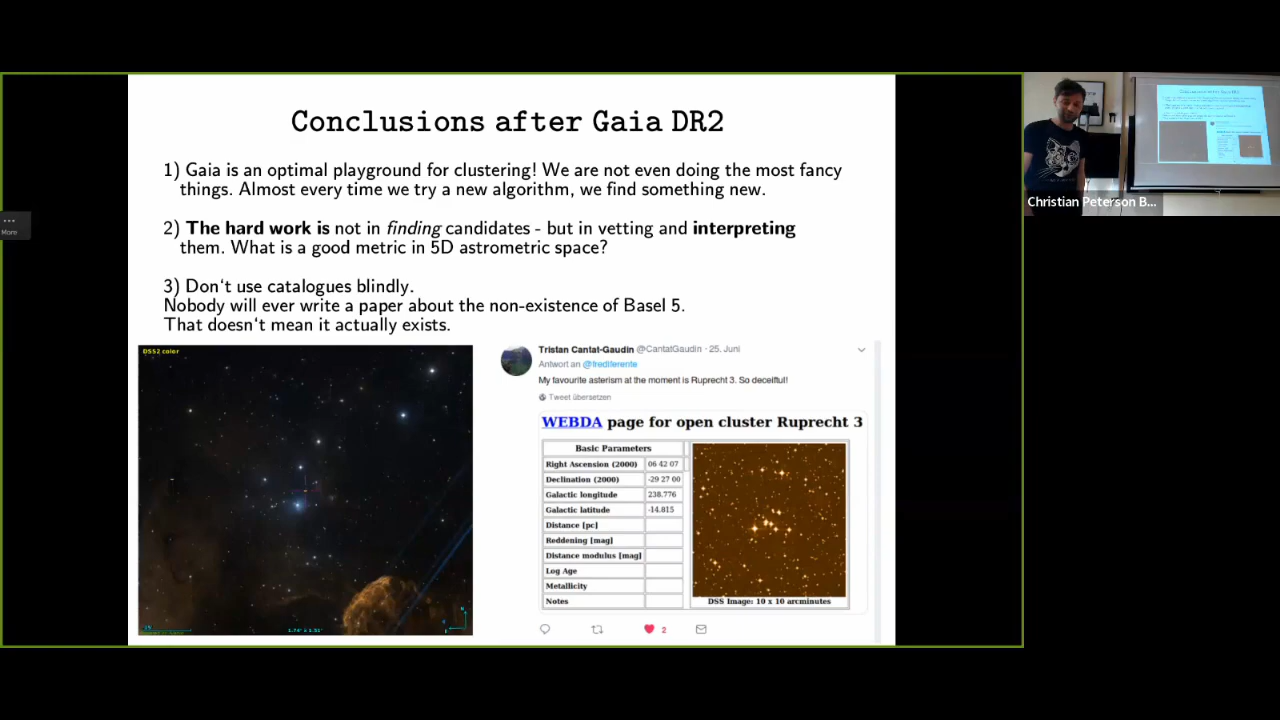 Conclusions after Gaia DR2
1) Gaia is an optimal playground for clustering! We are not even doing the most fancy
things. Almost every time we try a new algorithm, we find something new.
2) The hard work is not in finding candidates - but in vetting and interpreting
them. What is a good metric in 5D astrometric space?
3) Don't use catalogues blindly.
Nobody will ever write a paper about the non-existence of Basel 5.
That doesn't mean it actually exists.
DSS2 color
Tristan Cantat-Gaudin @CantatGaudin · 25. Juni
Antwort an @frediferente
My favourite asterism at the moment is Ruprecht 3. So deceitful!
Tweet übersetzen
WEBDA page for open cluster Ruprecht 3
Basic Parameters
Right Ascension (2000) 06 42 07
Declination (2000) -29 27 00
Galactic longitude 238.776
Galactic latitude -14.815
Distance [pc]
Reddening [mag]
Distance modulus [mag]
Log Age
Metallicity
Notes
DSS Image: 10 x 10 arcminutes
2
More
Christian Peterson B...